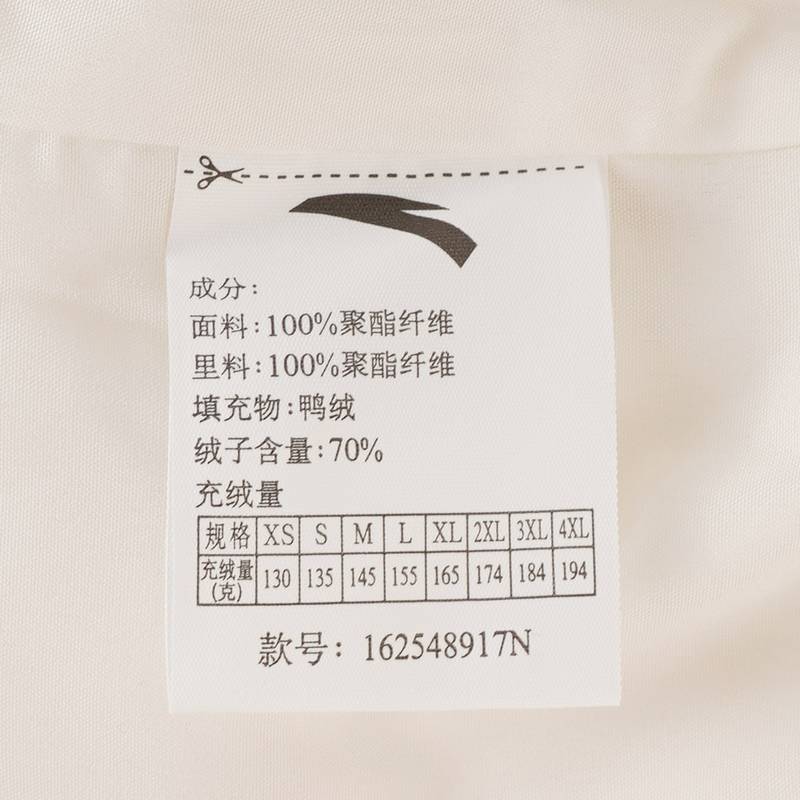 成分:
面料:100%聚酯纤维
里料:100%聚酯纤维
填充物:鸭绒
绒子含量:70%
充绒量
规格 XS S M L XL 2XL 3XL 4XL
充绒量(克) 130 135 145 155 165 174 184 194
款号: 162548917N